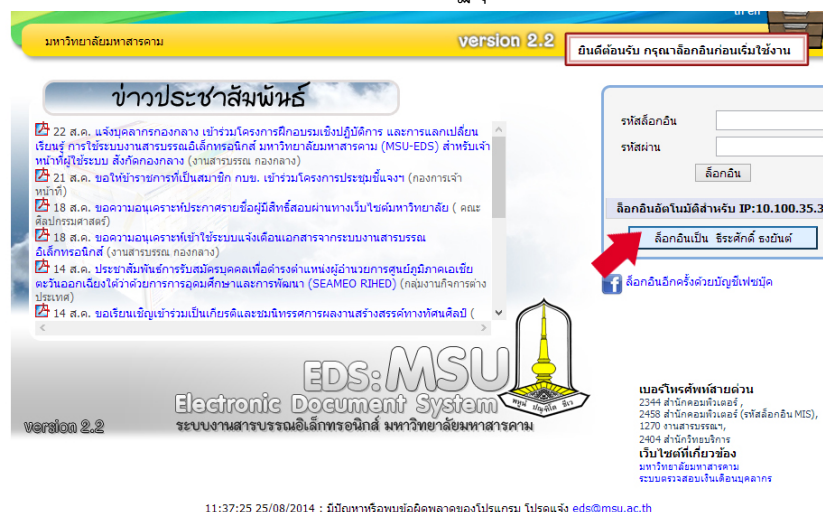 th en
มหาวิทยาลัยมหาสารคาม
version 2.2
ยินดีต้อนรับ กรุณาล็อกอินก่อนเริ่มใช้งาน
ข่าวประชาสัมพันธ์
22 ส.ค. แจ้งบุคลากรกองกลาง เข้าร่วมโครงการฝึกอบรมเชิงปฏิบัติการ และการแลกเปลี่ยน
เรียนรู้ การใช้ระบบงานสารบรรณอิเล็กทรอนิกส์ มหาวิทยาลัยมหาสารคาม (MSU-EDS) สำหรับเจ้า
หน้าที่ผู้ใช้ระบบ สังกัดกองกลาง (งานสารบรรณ กองกลาง)
21 ส.ค. ขอให้ข้าราชการที่เป็นสมาชิก กบข. เข้าร่วมโครงการประชุมชี้แจงฯ (กองการเจ้า
หน้าที่)
18 ส.ค. ขอความอนุเคราะห์ประกาศรายชื่อผู้มีสิทธิ์สอบผ่านทางเว็บไซต์มหาวิทยาลัย ( คณะ
ศิลปกรรมศาสตร์)
18 ส.ค. ขอความอนุเคราะห์เข้าใช้ระบบแจ้งเตือนเอกสารจากระบบงานสารบรรณ
อิเล็กทรอนิกส์ (งานสารบรรณ กองกลาง)
14 ส.ค. ประชาสัมพันธ์การรับสมัครบุคคลเพื่อดำรงตำแหน่งผู้อำนวยการศูนย์ภูมิภาคเอเชีย
ตะวันออกเฉียงใต้ว่าด้วยการการอุดมศึกษาและการพัฒนา (SEAMEO RIHED) (กลุ่มงานกิจการต่าง
ประเทศ)
14 ส.ค. ขอเรียนเชิญเข้าร่วมเป็นเกียรติและชมนิทรรศการผลงานสร้างสรรค์ทางทัศนศิลป์ (
รหัสล็อกอิน
รหัสผ่าน
ล็อกอิน
ล็อกอินอัตโนมัติสำหรับ IP:10.100.35.3
ล็อกอินเป็น ธีระศักดิ์ ธงยันต์
ล็อกอินอีกครั้งด้วยบัญชีเฟซบุ๊ค
EDS:MSU
Electronic Document System
ระบบงานสารบรรณอิเล็กทรอนิกส์ มหาวิทยาลัยมหาสารคาม
version 2.2
พหูนํ ปณฺฑิโต ชีเว
เบอร์โทรศัพท์สายด่วน
2344 สำนักคอมพิวเตอร์ ,
2458 สำนักคอมพิวเตอร์ (รหัสล็อกอิน MIS),
1270 งานสารบรรณฯ,
2404 สำนักวิทยบริการ
เว็บไซต์ที่เกี่ยวข้อง
มหาวิทยาลัยมหาสารคาม
ระบบตรวจสอบเงินเดือนบุคลากร
11:37:25 25/08/2014 : มีปัญหาหรือพบข้อผิดพลาดของโปรแกรม โปรดแจ้ง eds@msu.ac.th